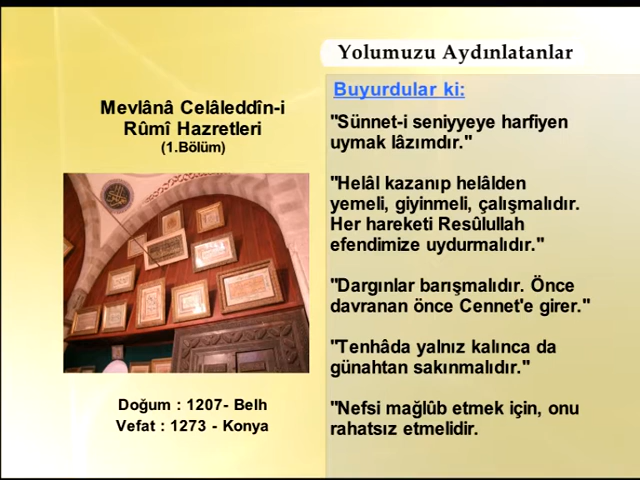 Yolumuzu Aydınlatanlar
Mevlânâ Celâleddîn-i
Rûmî Hazretleri
(1.Bölüm)
Doğum : 1207- Belh
Vefat : 1273 - Konya
Buyurdular ki:
"Sünnet-i seniyyeye harfiyen
uymak lâzımdır."
"Helâl kazanıp helâlden
yemeli, giyinmeli, çalışmalıdır.
Her hareketi Resûlullah
efendimize uydurmalıdır."
"Dargınlar barışmalıdır. Önce
davranan önce Cennet'e girer."
"Tenhâda yalnız kalınca da
günahtan sakınmalıdır."
"Nefsi mağlûb etmek için, onu
rahatsız etmelidir.